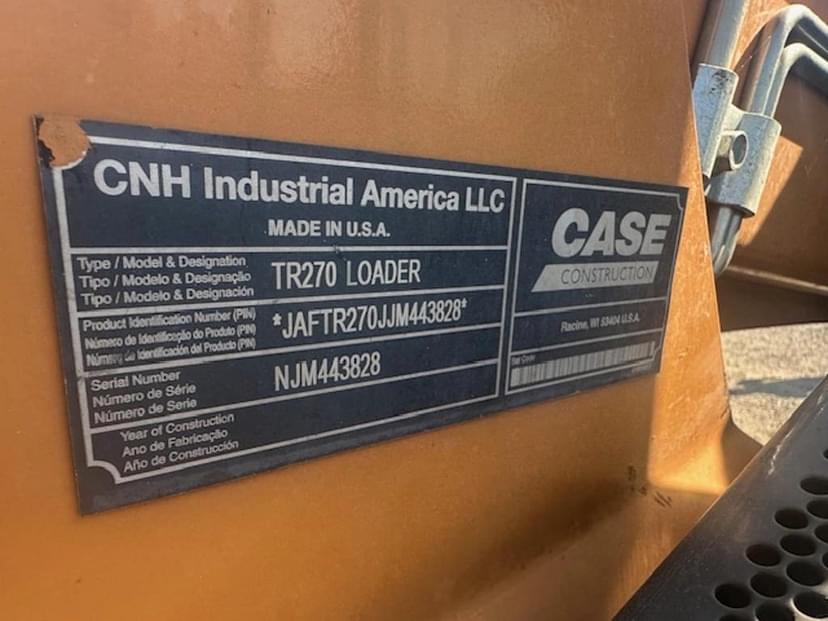 CNH Industrial America LLC
MADE IN U.S.A.
Type / Model & Designation
Tipo / Modelo & Designação
Tipo / Modelo & Designación
TR270 LOADER
Product Identification Number (PIN)
Número de Identificação do Produto (PIN)
Número de Identificación del Producto (PIN)
*JAFTR270JJM443828*
Serial Number
Número de Série
Número de Serie
NJM443828
Year of Construction
Ano de Fabricação
Año de Construcción
CASE
CONSTRUCTION
Racine, WI 53404 U.S.A.
Bar Code